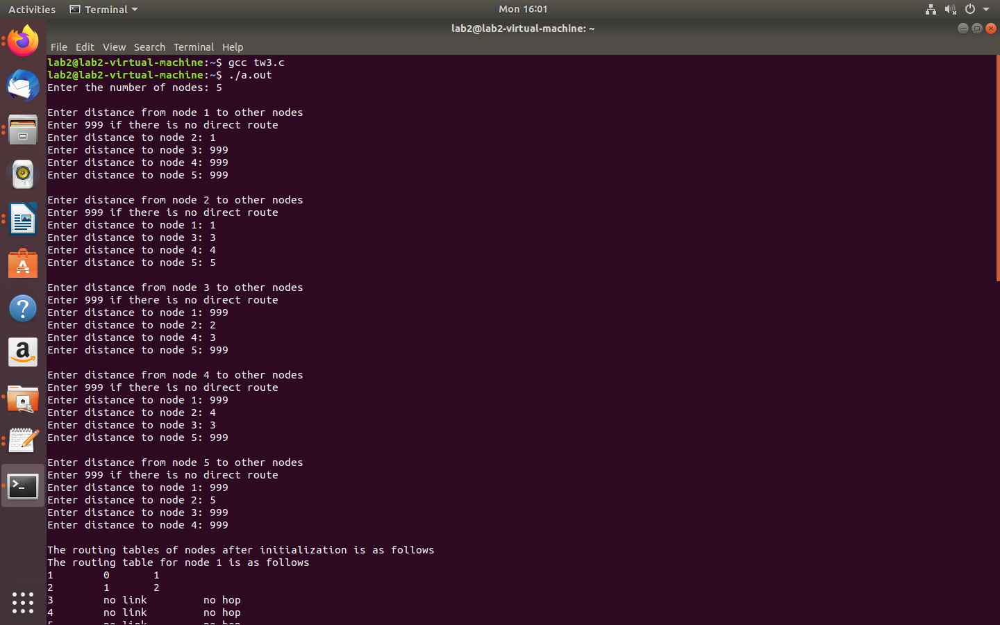 Activities Terminal Mon 16:01
lab2@lab2-virtual-machine: ~
File Edit View Search Terminal Help
lab2@lab2-virtual-machine:~$ gcc tw3.c
lab2@lab2-virtual-machine:~$ ./a.out
Enter the number of nodes: 5
Enter distance from node 1 to other nodes
Enter 999 if there is no direct route
Enter distance to node 2: 1
Enter distance to node 3: 999
Enter distance to node 4: 999
Enter distance to node 5: 999
Enter distance from node 2 to other nodes
Enter 999 if there is no direct route
Enter distance to node 1: 1
Enter distance to node 3: 3
Enter distance to node 4: 4
Enter distance to node 5: 5
Enter distance from node 3 to other nodes
Enter 999 if there is no direct route
Enter distance to node 1: 999
Enter distance to node 2: 2
Enter distance to node 4: 3
Enter distance to node 5: 999
Enter distance from node 4 to other nodes
Enter 999 if there is no direct route
Enter distance to node 1: 999
Enter distance to node 2: 4
Enter distance to node 3: 3
Enter distance to node 5: 999
Enter distance from node 5 to other nodes
Enter 999 if there is no direct route
Enter distance to node 1: 999
Enter distance to node 2: 5
Enter distance to node 3: 999
Enter distance to node 4: 999
The routing tables of nodes after initialization is as follows
The routing table for node 1 is as follows
1 0 1
2 1 2
3 no link no hop
4 no link no hop
5 no link no hop